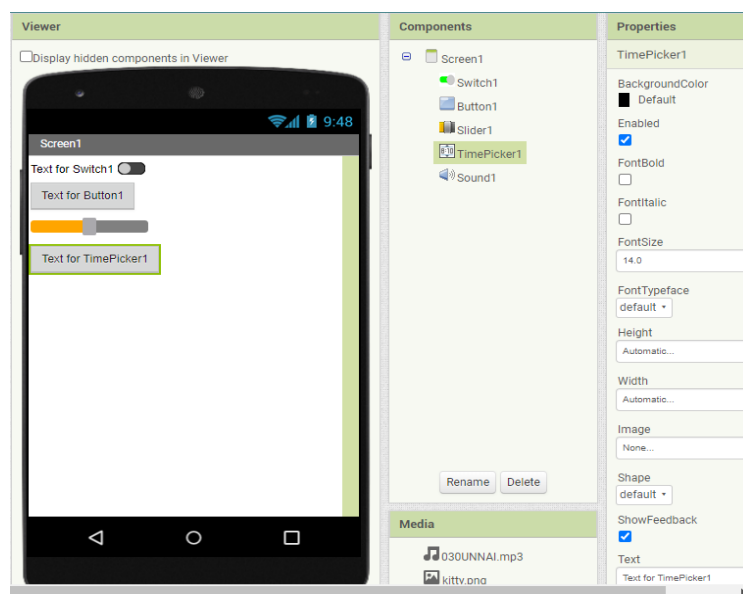 Viewer
Display hidden components in Viewer
9:48
Screen1
Text for Switch1
Text for Button1
Text for TimePicker1
Components
Screen1
Switch1
Button1
Slider1
TimePicker1
Sound1
Rename Delete
Media
030UNNAI.mp3
kitty.png
Properties
TimePicker1
BackgroundColor
Default
Enabled
FontBold
FontItalic
FontSize
14.0
FontTypeface
default
Height
Automatic...
Width
Automatic...
Image
None...
Shape
default
ShowFeedback
Text
Text for TimePicker1